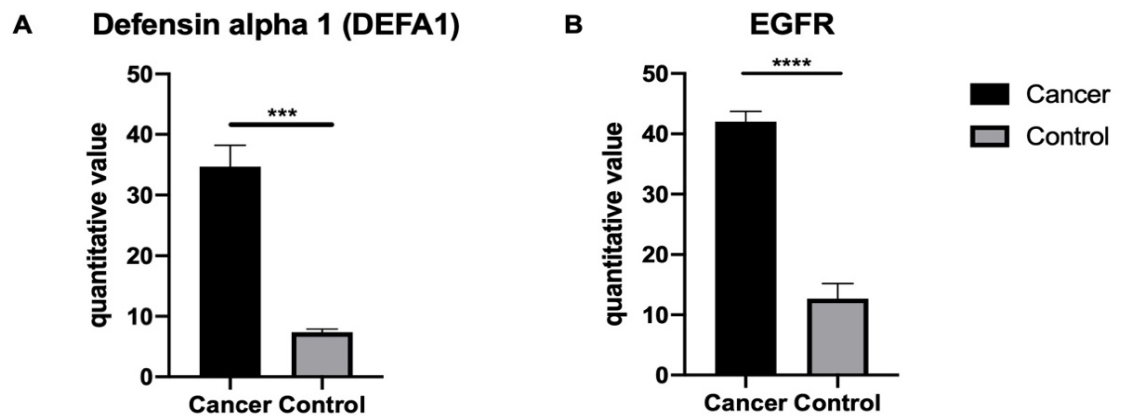 A
Defensin alpha 1 (DEFA1)
quantitative value
50
40
30
20
10
0
***
Cancer Control
B
EGFR
quantitative value
50
40
30
20
10
0
****
Cancer Control
Cancer
Control